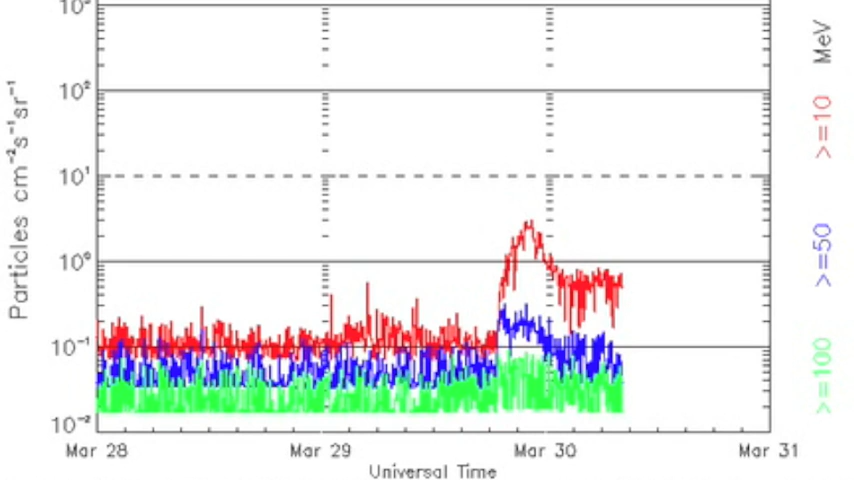 10³
10²
10¹
10⁰
10⁻¹
10⁻²
Particles cm⁻²s⁻¹sr⁻¹
Mar 28 Mar 29 Mar 30 Mar 31
Universal Time
>=10 MeV
>=50
>=100